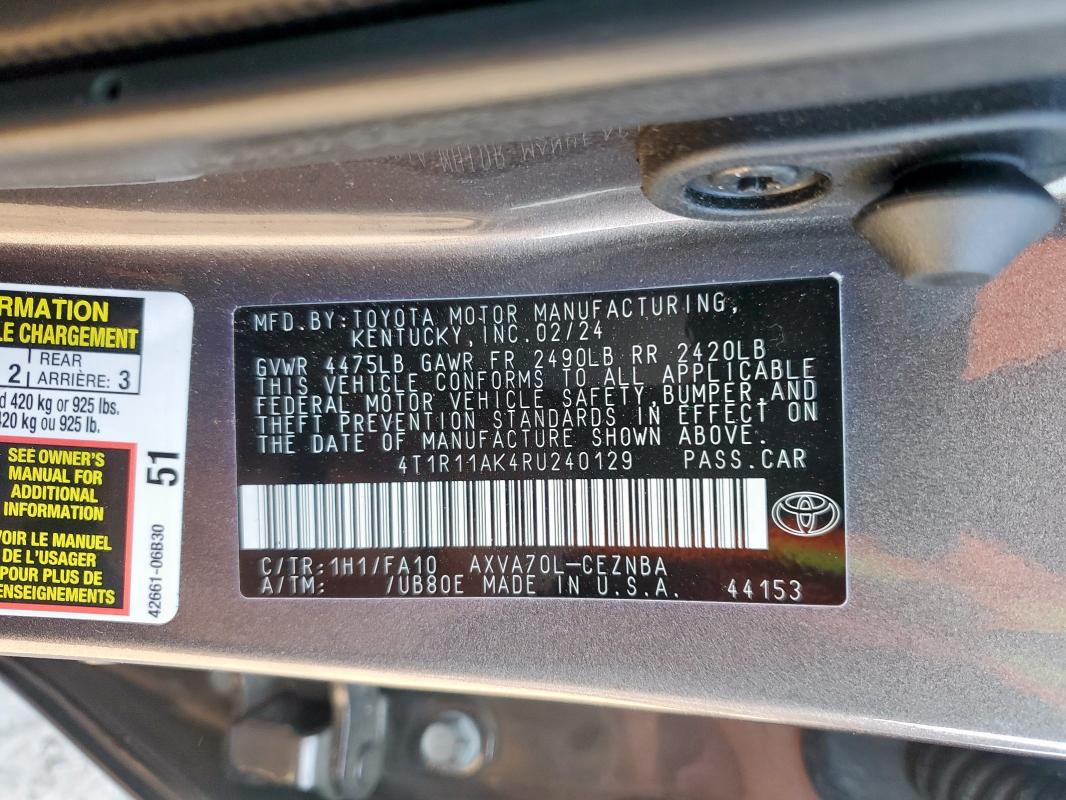 RMATION
E CHARGEMENT
REAR
2 ARRIÈRE: 3
d 420 kg or 925 lbs.
420 kg ou 925 lb.
SEE OWNER'S
MANUAL FOR
ADDITIONAL
INFORMATION
VOIR LE MANUEL
DE L'USAGER
POUR PLUS DE
RENSEIGNEMENTS
51
42661-06B30
MFD.BY:TOYOTA MOTOR MANUFACTURING,
KENTUCKY,INC.02/24
GVWR 4475LB GAWR FR 2490LB RR 2420LB
THIS VEHICLE CONFORMS TO ALL APPLICABLE
FEDERAL MOTOR VEHICLE SAFETY,BUMPER,AND
THEFT PREVENTION STANDARDS IN EFFECT ON
THE DATE OF MANUFACTURE SHOWN ABOVE.
4T1R11AK4RU240129 PASS.CAR
C/TR:1H1/FA10 AXVA70L-CEZNBA
A/TM: /UB80E MADE IN U.S.A. 44153